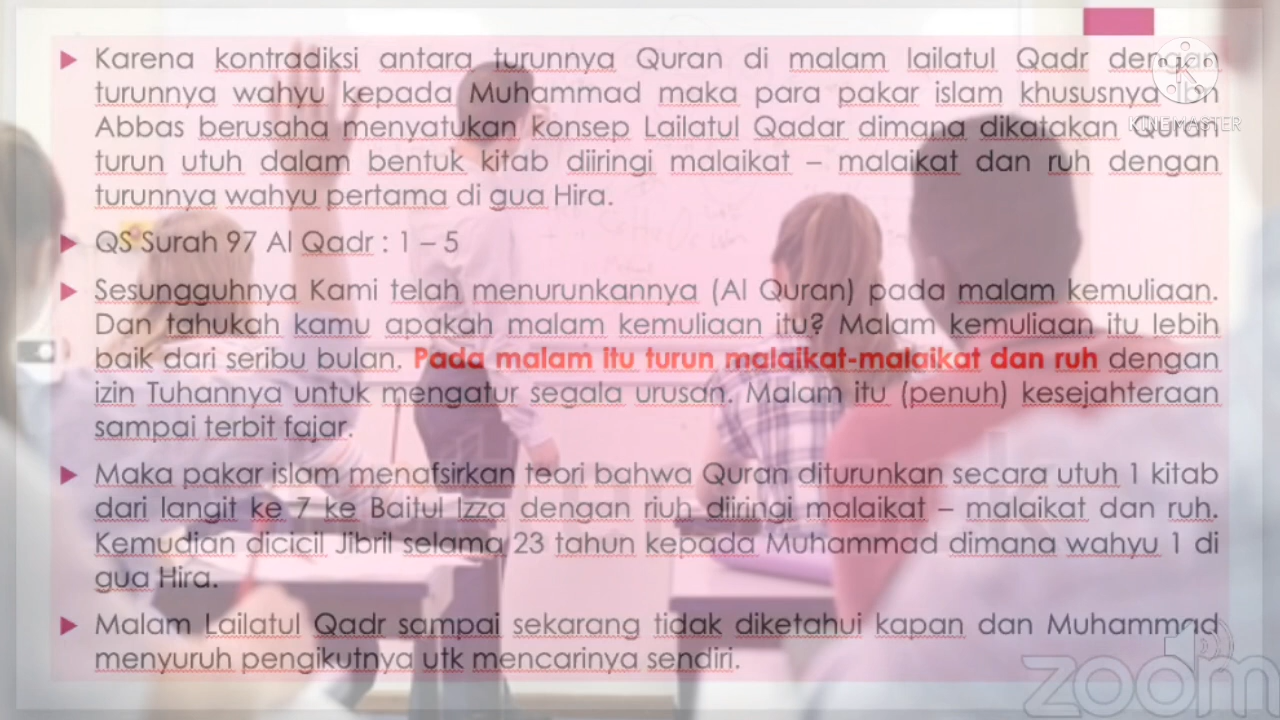 Karena kontradiksi antara turunnya Quran di malam lailatul Qadr dengan
turunnya wahyu kepada Muhammad maka para pakar islam khususnya Ibn
Abbas berusaha menyatukan konsep Lailatul Qadar dimana dikatakan Quran
turun utuh dalam bentuk kitab diiringi malaikat – malaikat dan ruh dengan
turunnya wahyu pertama di gua Hira.
QS Surah 97 Al Qadr : 1 – 5
Sesungguhnya Kami telah menurunkannya (Al Quran) pada malam kemuliaan.
Dan tahukah kamu apakah malam kemuliaan itu? Malam kemuliaan itu lebih
baik dari seribu bulan. Pada malam itu turun malaikat-malaikat dan ruh dengan
izin Tuhannya untuk mengatur segala urusan. Malam itu (penuh) kesejahteraan
sampai terbit fajar.
Maka pakar islam menafsirkan teori bahwa Quran diturunkan secara utuh 1 kitab
dari langit ke 7 ke Baitul Izza dengan riuh diiringi malaikat – malaikat dan ruh.
Kemudian dicicil Jibril selama 23 tahun kepada Muhammad dimana wahyu 1 di
gua Hira.
Malam Lailatul Qadr sampai sekarang tidak diketahui kapan dan Muhammad
menyuruh pengikutnya utk mencarinya sendiri.
K
KINEMASTER
zoom